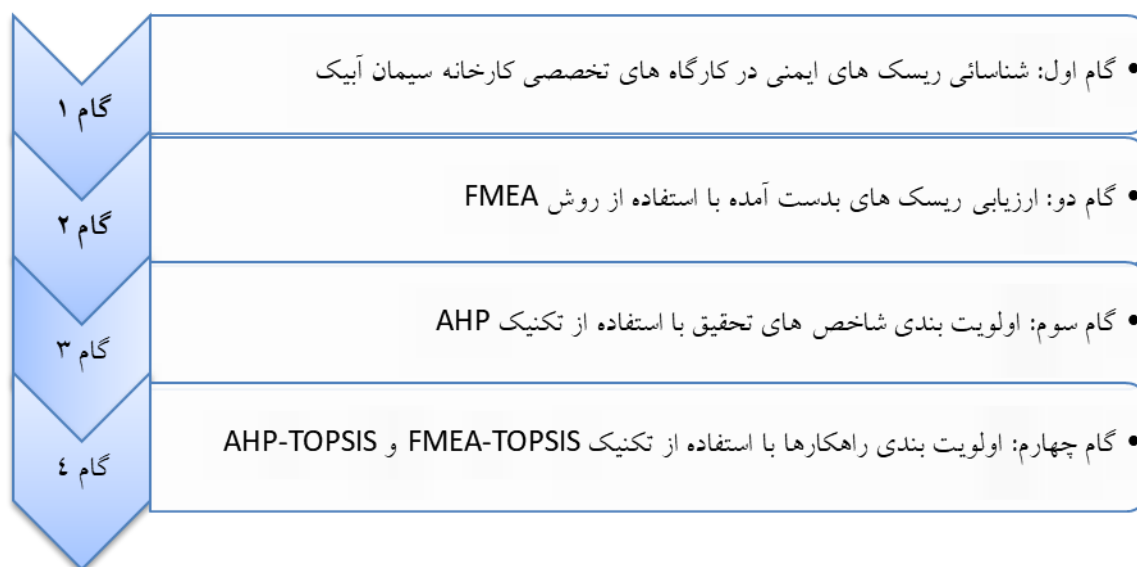 گام ۱
• گام اول: شناسائی ریسک های ایمنی در کارگاه های تخصصی کارخانه سیمان آبیک
گام ۲
• گام دو: ارزیابی ریسک های بدست آمده با استفاده از روش FMEA
گام ۳
• گام سوم: اولویت بندی شاخص های تحقیق با استفاده از تکنیک AHP
گام ٤
• گام چهارم: اولویت بندی راهکارها با استفاده از تکنیک FMEA-TOPSIS و AHP-TOPSIS